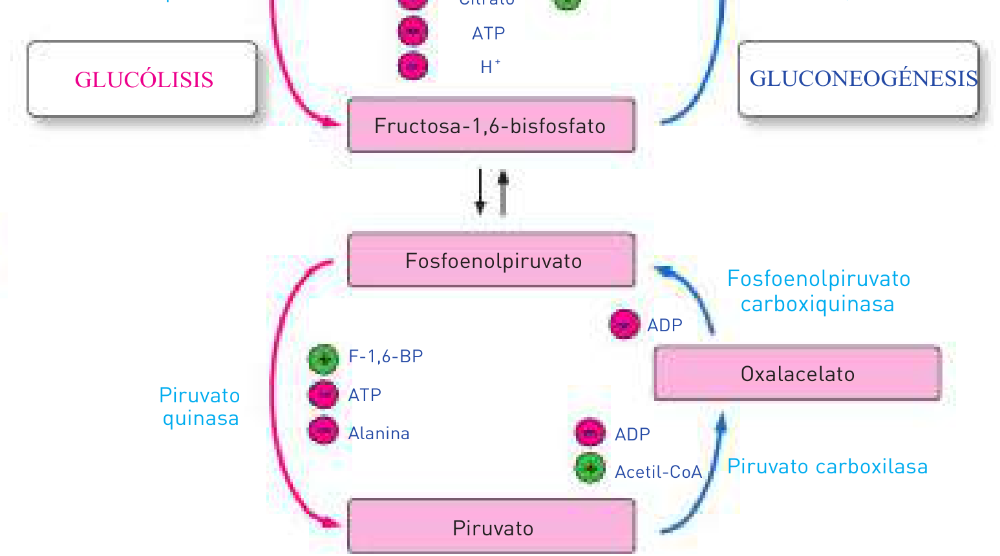 Citrato
ATP
H⁺
GLUCÓLISIS
GLUCONEOGÉNESIS
Fructosa-1,6-bisfosfato
Fosfoenolpiruvato
Fosfoenolpiruvato
carboxiquinasa
ADP
F-1,6-BP
Oxalacelato
Piruvato
quinasa
ATP
Alanina
ADP
Acetil-CoA
Piruvato carboxilasa
Piruvato